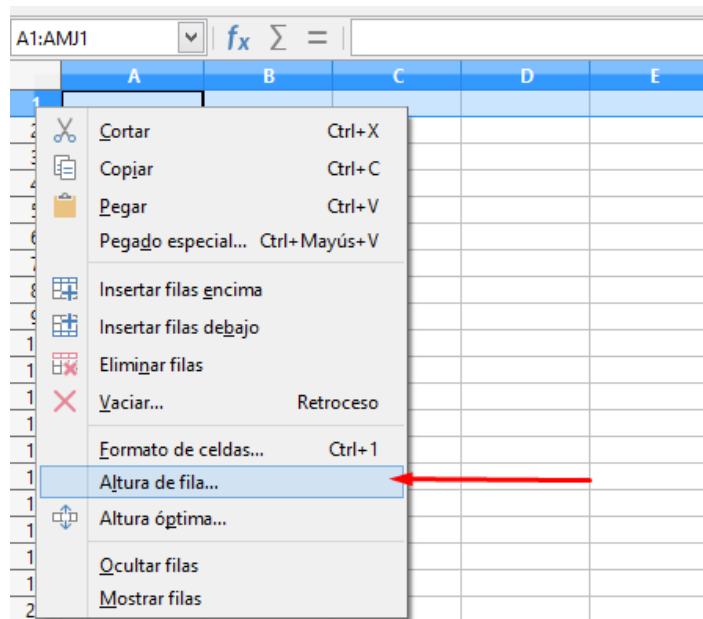 A1:AMJ1 fx Σ =
A B C D E
1
Cortar Ctrl+X
Copiar Ctrl+C
Pegar Ctrl+V
Pegado especial... Ctrl+Mayús+V
Insertar filas encima
Insertar filas debajo
Eliminar filas
Vaciar... Retroceso
Formato de celdas... Ctrl+1
Altura de fila...
Altura óptima...
Ocultar filas
Mostrar filas